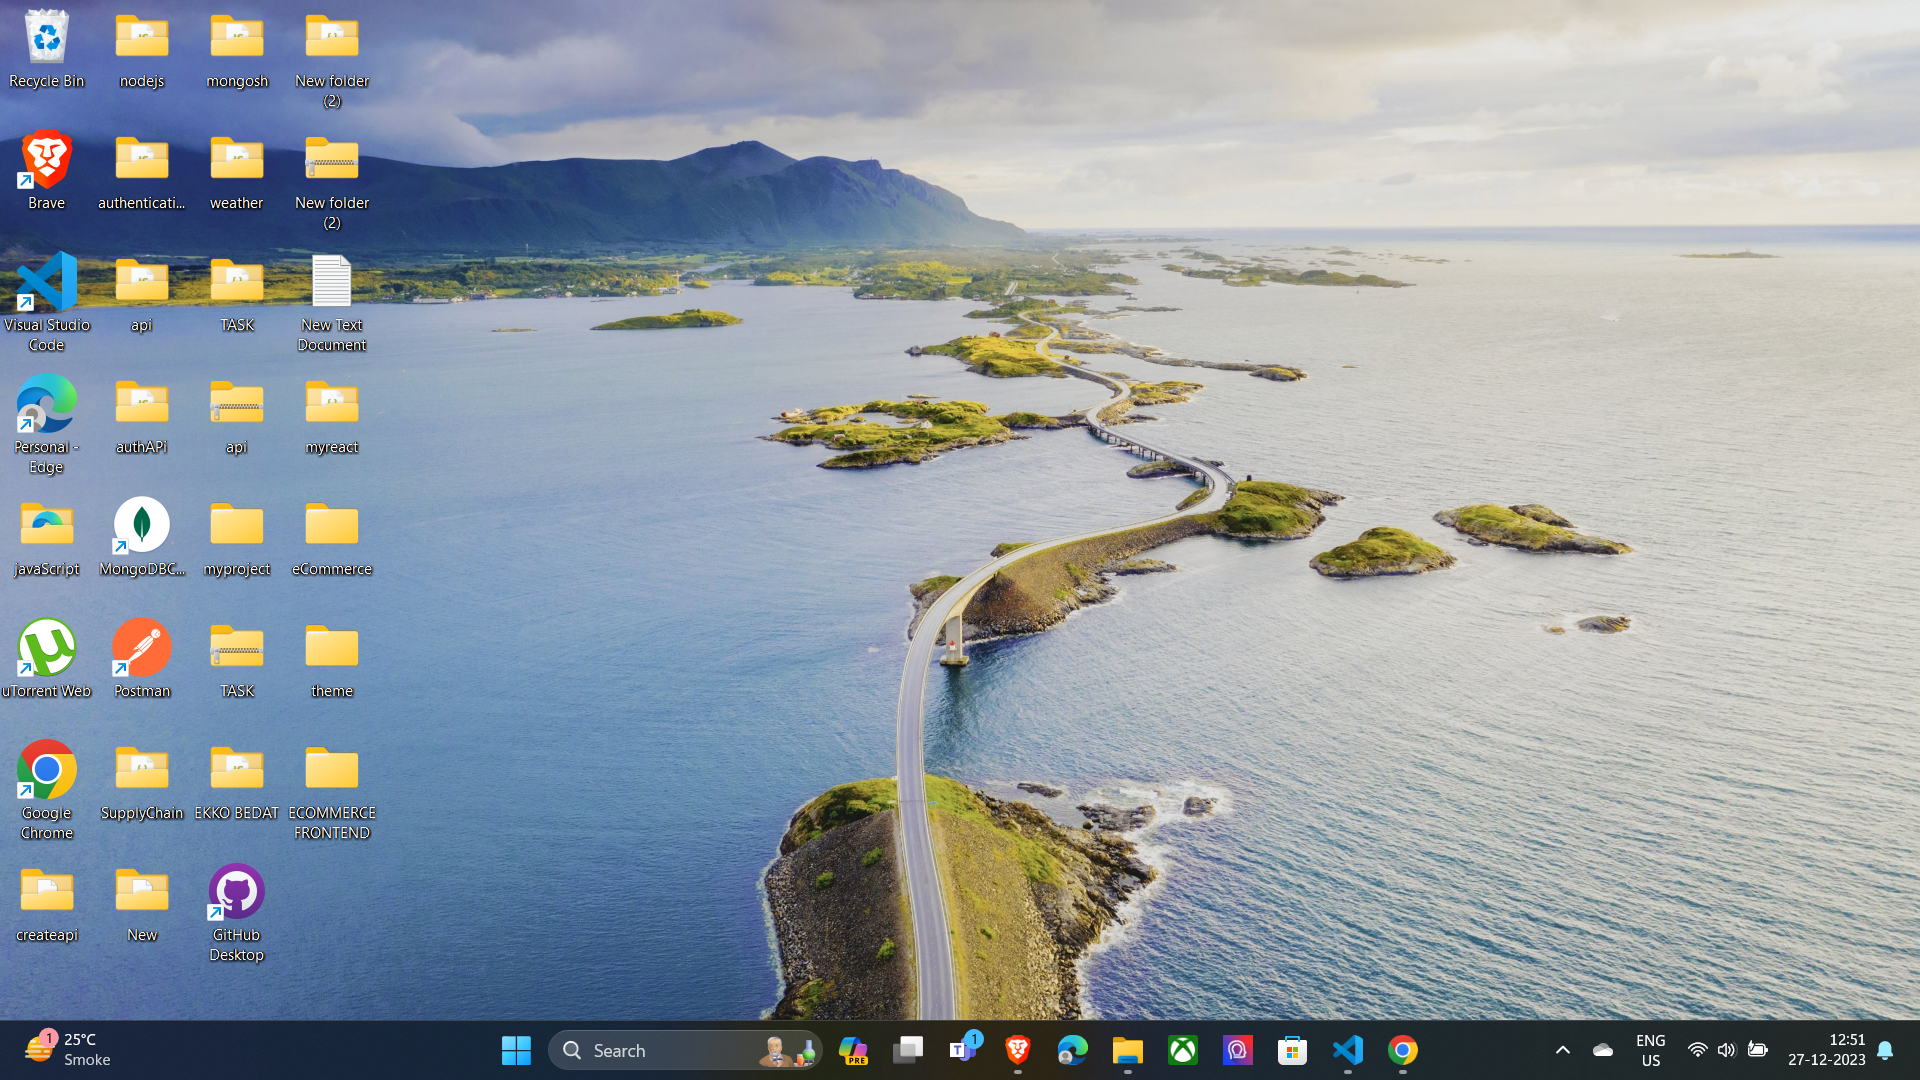 Recycle Bin
nodejs
mongosh
New folder
(2)
Brave
authenticati...
weather
New folder
(2)
Visual Studio
Code
api
TASK
New Text
Document
Personal -
Edge
authAPi
api
myreact
javaScript
MongoDBC...
myproject
eCommerce
uTorrent Web
Postman
TASK
theme
Google
Chrome
SupplyChain
EKKO BEDAT
ECOMMERCE
FRONTEND
createapi
New
GitHub
Desktop
1
25°C
Smoke
Search
PRE
T
1
ENG
US
12:51
27-12-2023